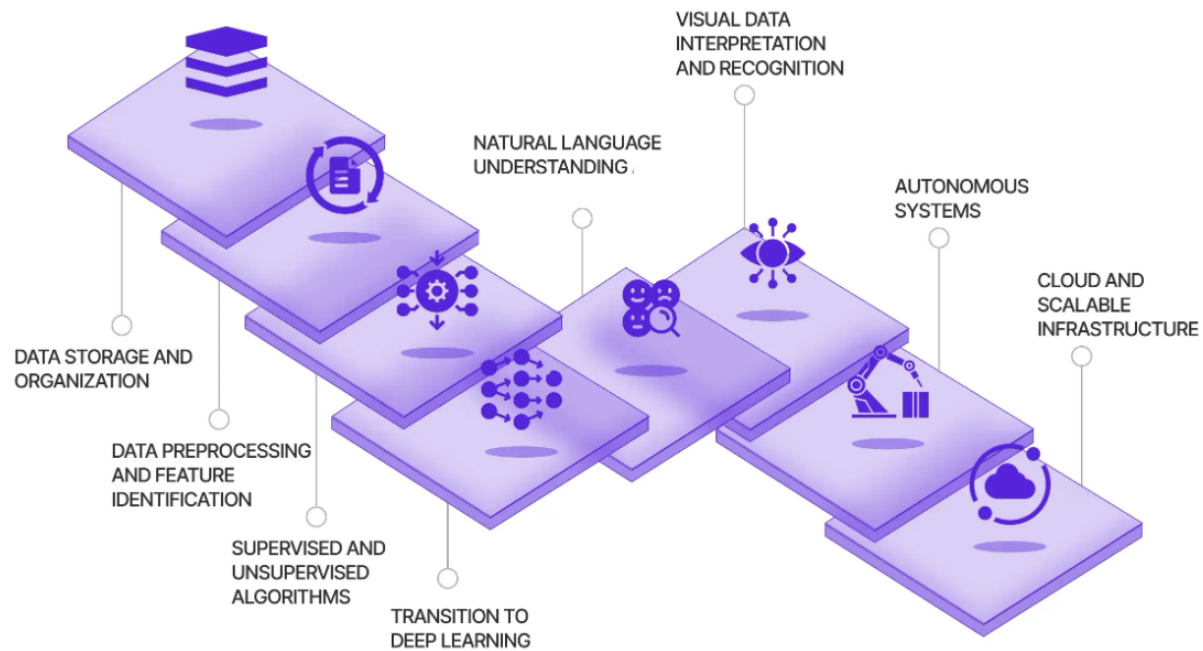 DATA STORAGE AND
ORGANIZATION
DATA PREPROCESSING
AND FEATURE
IDENTIFICATION
SUPERVISED AND
UNSUPERVISED
ALGORITHMS
TRANSITION TO
DEEP LEARNING
NATURAL LANGUAGE
UNDERSTANDING
VISUAL DATA
INTERPRETATION
AND RECOGNITION
AUTONOMOUS
SYSTEMS
CLOUD AND
SCALABLE
INFRASTRUCTURE